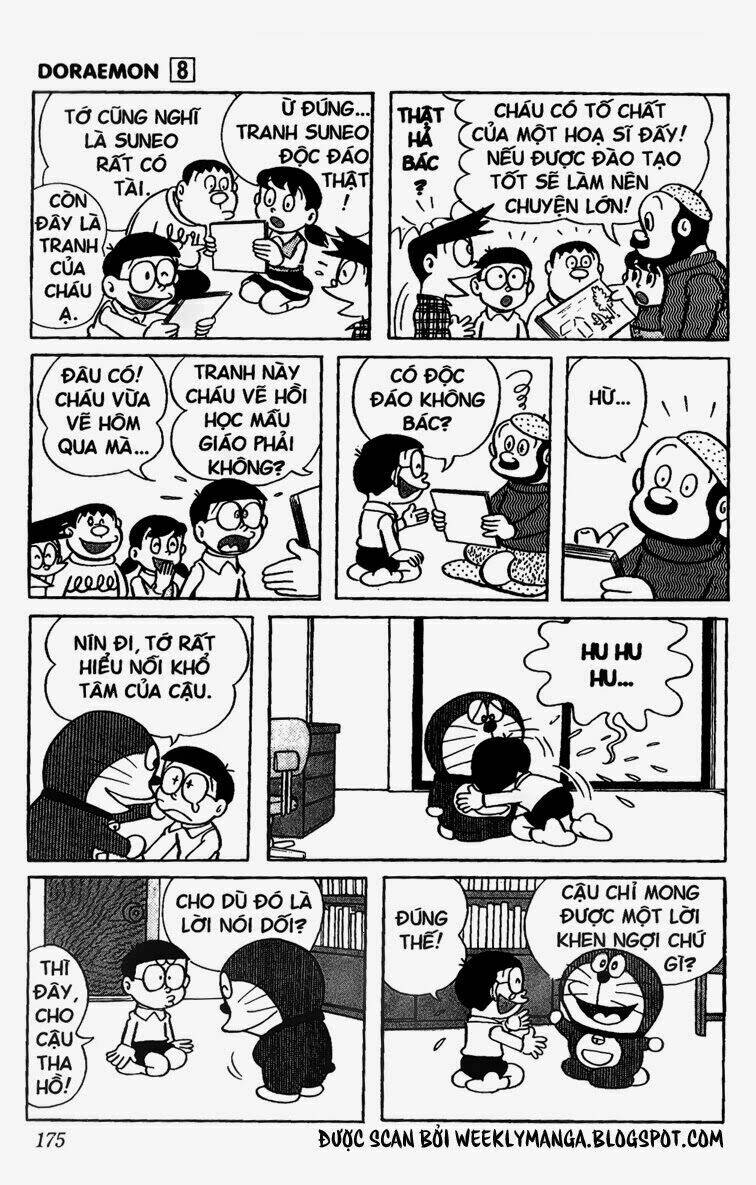 DORAEMON 8
TỚ CŨNG NGHĨ
LÀ SUNEO
RẤT CÓ
TÀI.
Ừ ĐÚNG...
TRANH SUNEO
ĐỘC ĐÁO
THẬT
!
CÒN
ĐÂY LÀ
TRANH
CỦA
CHÁU
Ạ.
THẬT
HẢ
BÁC
?
CHÁU CÓ TỐ CHẤT
CỦA MỘT HOẠ SĨ ĐẤY!
NẾU ĐƯỢC ĐÀO TẠO
TỐT SẼ LÀM NÊN
CHUYỆN LỚN!
ĐÂU CÓ!
CHÁU VỪA
VẼ HÔM
QUA MÀ...
TRANH NÀY
CHÁU VẼ HỒI
HỌC MẪU
GIÁO PHẢI
KHÔNG?
CÓ ĐỘC
ĐÁO KHÔNG
BÁC?
HỪ...
NÍN ĐI, TỚ RẤT
HIỂU NỖI KHỔ
TÂM CỦA CẬU.
HU HU
HU...
CHO DÙ ĐÓ LÀ
LỜI NÓI DỐI?
THÌ
ĐÂY,
CHO
CẬU
THA
HỒ!
ĐÚNG
THẾ!
CẬU CHỈ MONG
ĐƯỢC MỘT LỜI
KHEN NGỢI CHỨ
GÌ?
175
ĐƯỢC SCAN BỞI WEEKLYMANGA.BLOGSPOT.COM